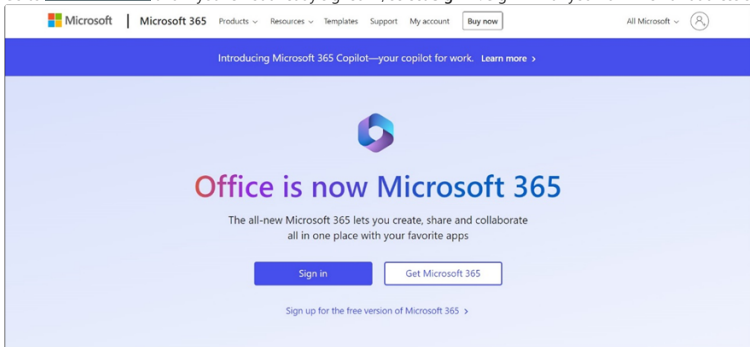 Microsoft | Microsoft 365 Products Resources Templates Support My account Buy now All Microsoft
Introducing Microsoft 365 Copilot—your copilot for work. Learn more >
Office is now Microsoft 365
The all-new Microsoft 365 lets you create, share and collaborate
all in one place with your favorite apps
Sign in Get Microsoft 365
Sign up for the free version of Microsoft 365 >